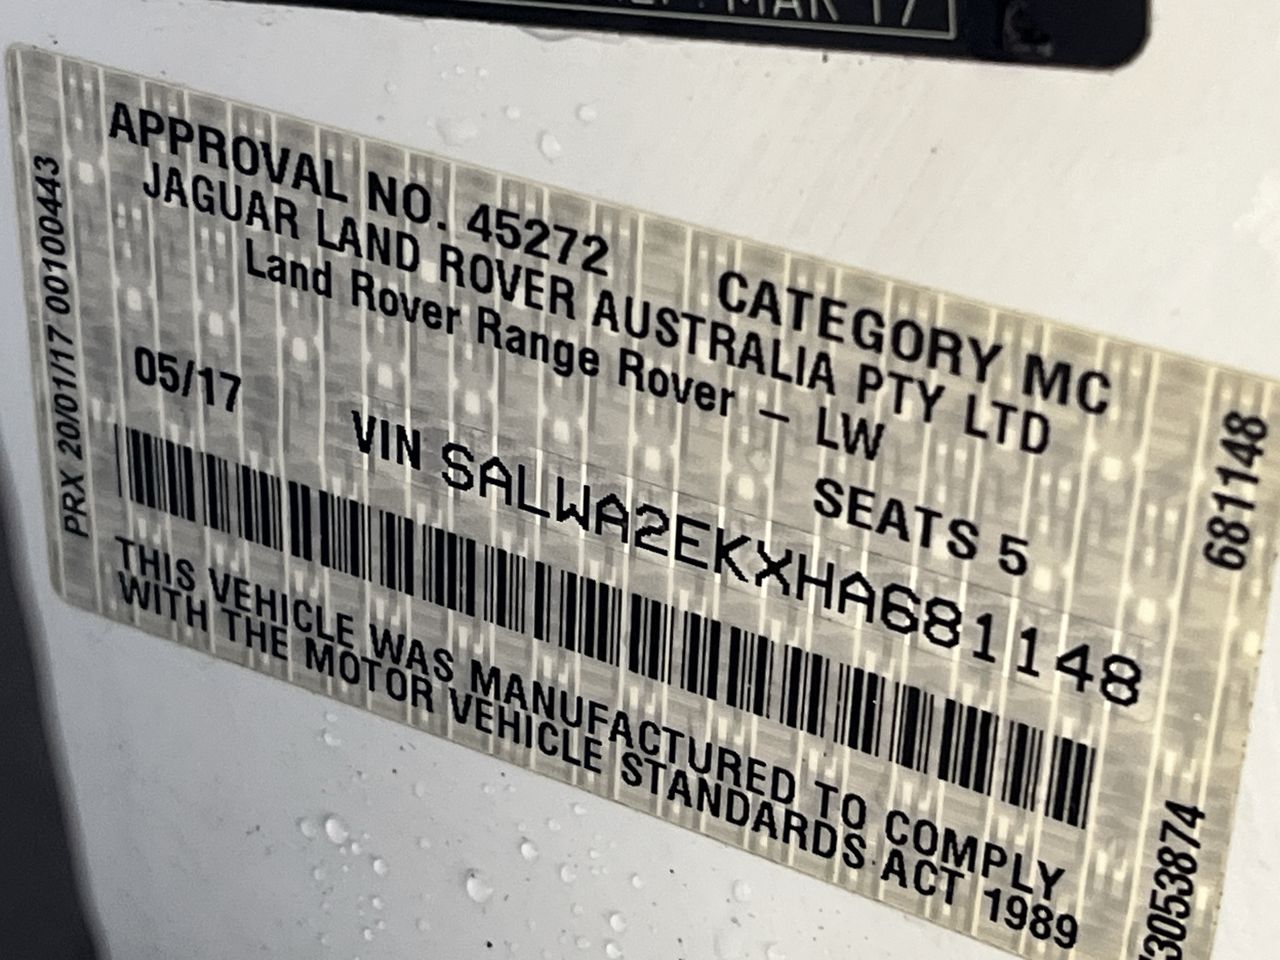 MAR 17
APPROVAL NO. 45272 CATEGORY MC
JAGUAR LAND ROVER AUSTRALIA PTY LTD
Land Rover Range Rover - LW
05/17 SEATS 5
VIN SALWA2EKXHA681148
THIS VEHICLE WAS MANUFACTURED TO COMPLY
WITH THE MOTOR VEHICLE STANDARDS ACT 1989
PRX 20/01/17 00100443
681148
3053874